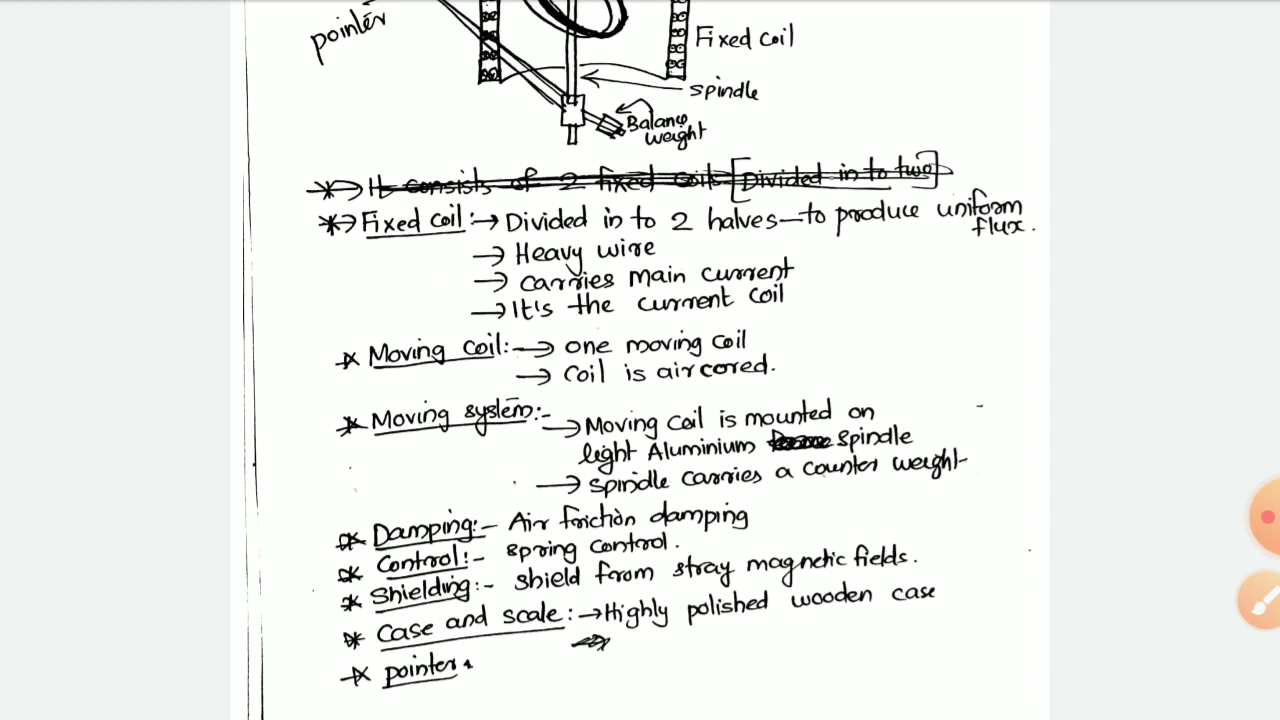 pointer
Fixed coil
spindle
Balance
weight
*→ It consists of 2 fixed coils [Divided in to two]
*→ Fixed coil :→ Divided in to 2 halves—to produce uniform
flux.
→ Heavy wire
→ carries main current
→ It's the current coil
* Moving coil:→ one moving coil
→ coil is air cored.
* Moving system:-
→ Moving coil is mounted on
light Aluminium spindle
→ spindle carries a counter weight
* Damping:- Air friction damping
* Control:- spring control.
* Shielding:- shield from stray magnetic fields.
* Case and scale:→ Highly polished wooden case
* pointer